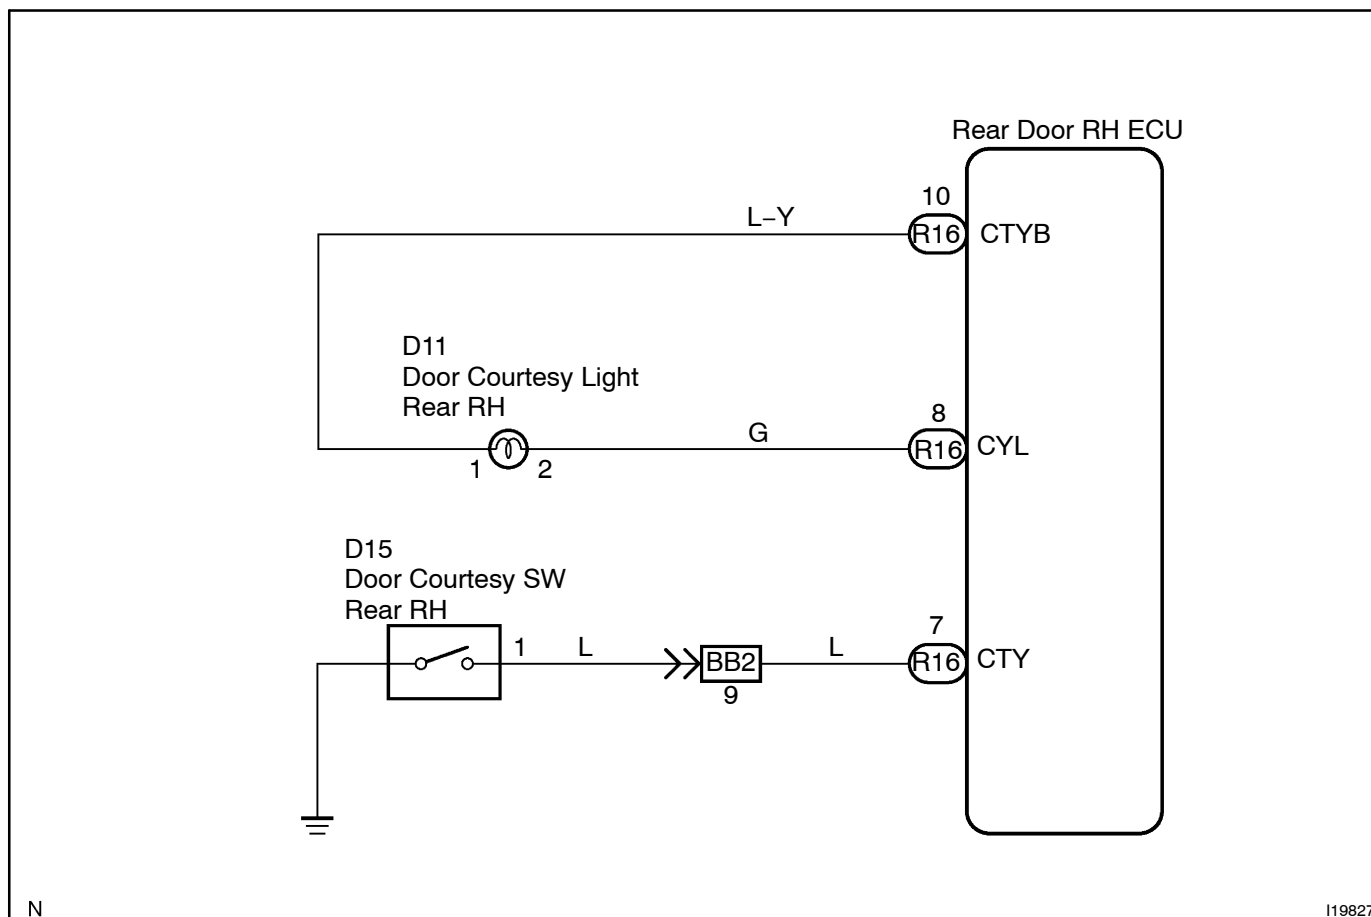 Rear Door RH ECU
10
L–Y
R16
CTYB
D11
Door Courtesy Light
Rear RH
8
G
R16
CYL
1
2
D15
Door Courtesy SW
Rear RH
7
1
L
BB2
L
R16
CTY
9
N
I19827